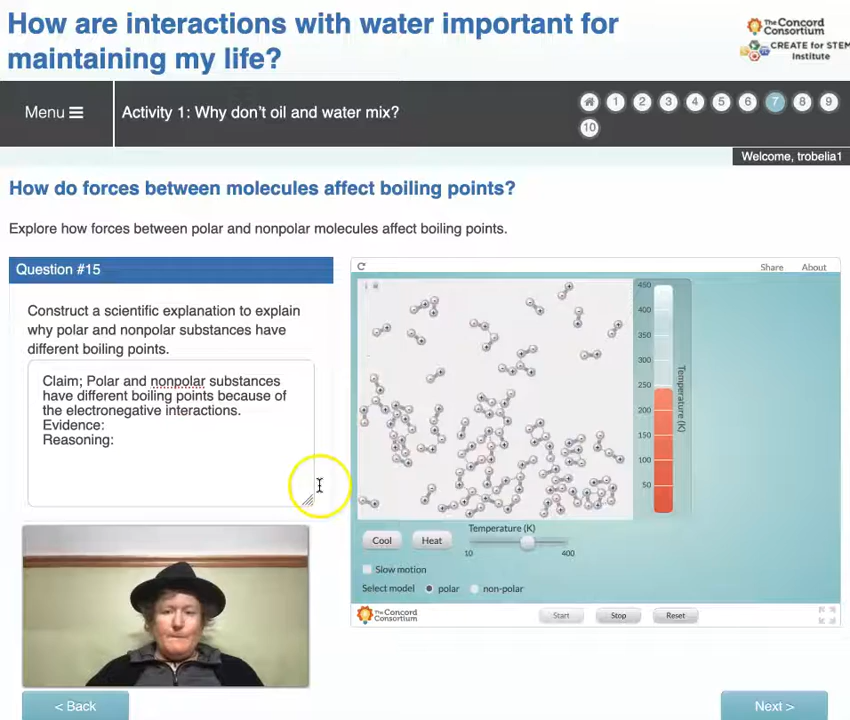 How are interactions with water important for
maintaining my life?
The Concord
Consortium
CREATE for STEM
Institute
Menu
Activity 1: Why don't oil and water mix?
1 2 3 4 5 6 7 8 9
10
Welcome, trobelia1
How do forces between molecules affect boiling points?
Explore how forces between polar and nonpolar molecules affect boiling points.
Question #15
Construct a scientific explanation to explain
why polar and nonpolar substances have
different boiling points.
Claim; Polar and nonpolar substances
have different boiling points because of
the electronegative interactions.
Evidence:
Reasoning:
Share About
450
400
350
300
250
200
150
100
50
Temperature (K)
Temperature (K)
Cool Heat
10 400
Slow motion
Select model polar non-polar
The Concord
Consortium
Start Stop Reset
< Back
Next >